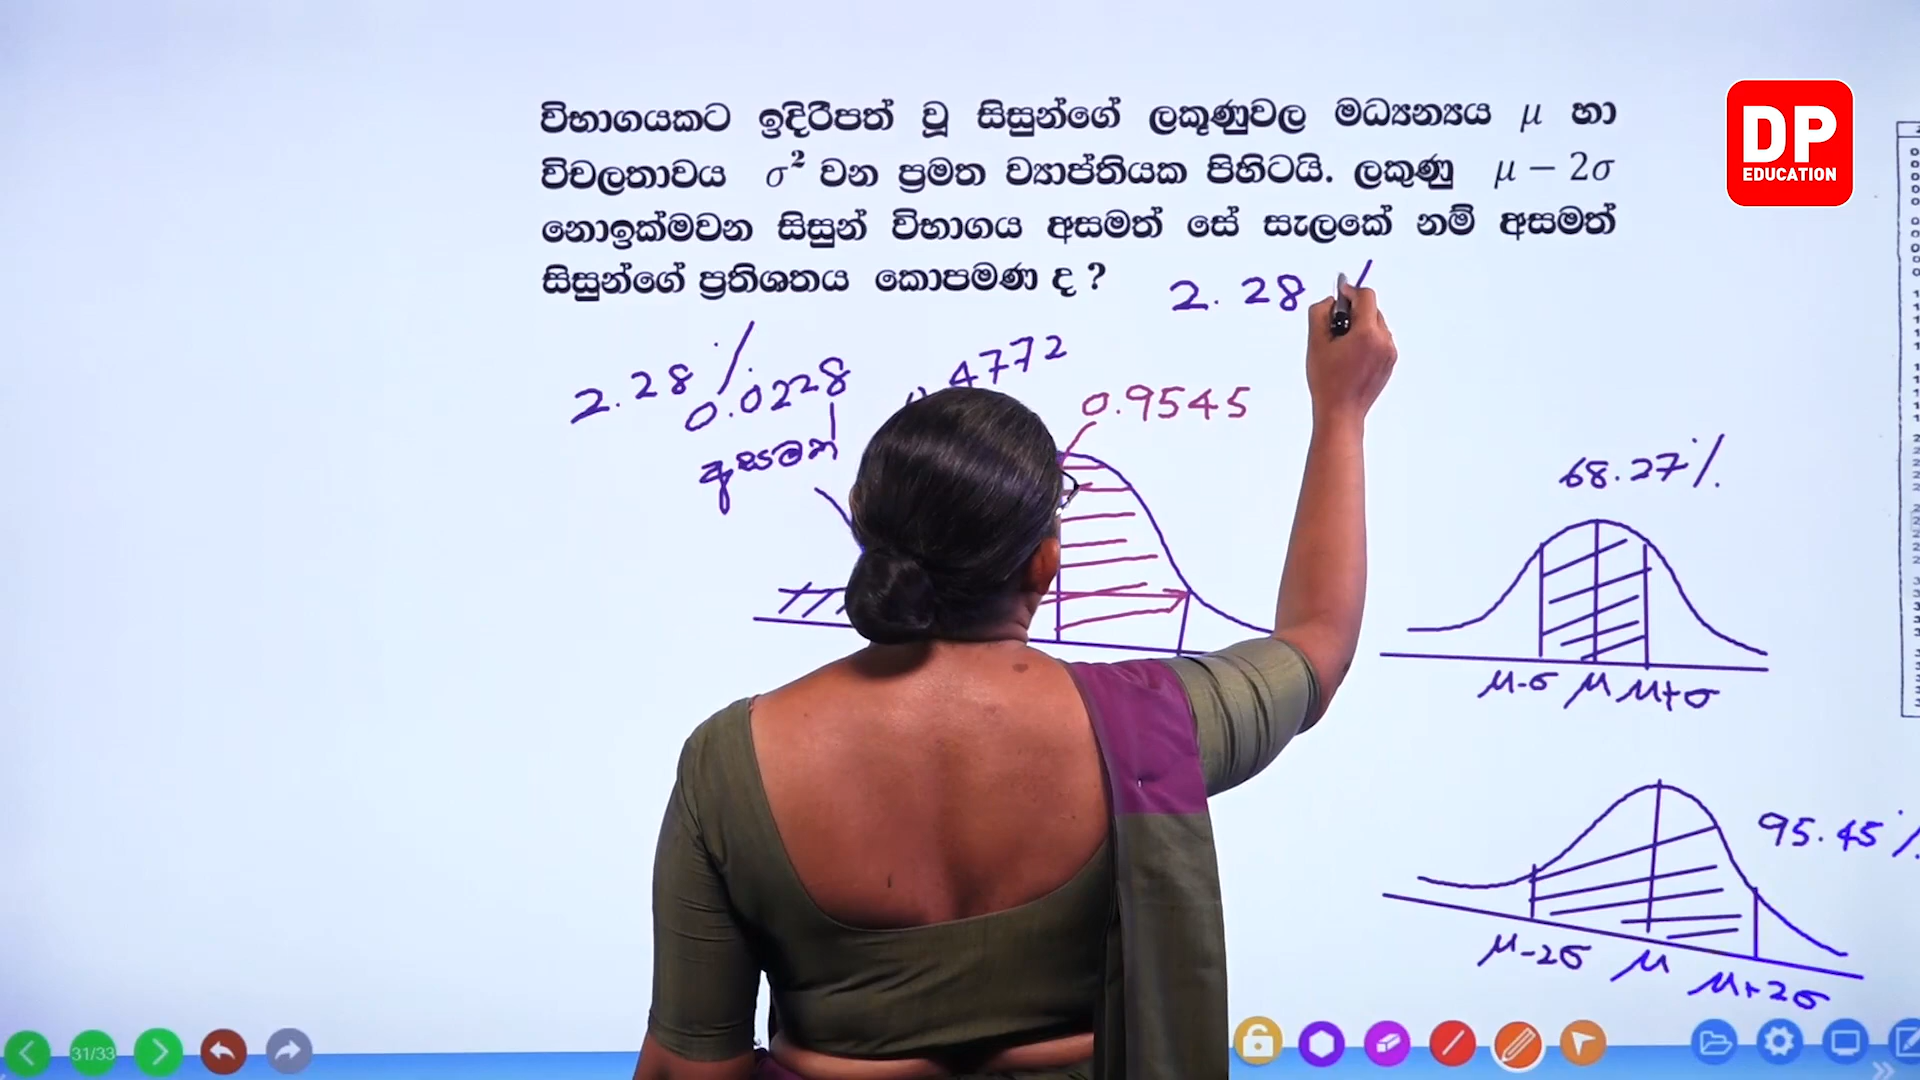 විභාගයකට ඉදිරිපත් වූ සිසුන්ගේ ලකුණුවල මධ්‍යන්‍යය μ හා
විචලතාවය σ² වන ප්‍රමත ව්‍යාප්තියක පිහිටයි. ලකුණු μ − 2σ
නොඉක්මවන සිසුන් විභාගය අසමත් සේ සැලකේ නම් අසමත්
සිසුන්ගේ ප්‍රතිශතය කොපමණ ද ?
2.28 %
DP
EDUCATION
2.28 %
0.0228
අසමත්
4772
0.9545
68.27%
μ-σ μ μ+σ
95.45%
μ-2σ μ μ+2σ
31/33